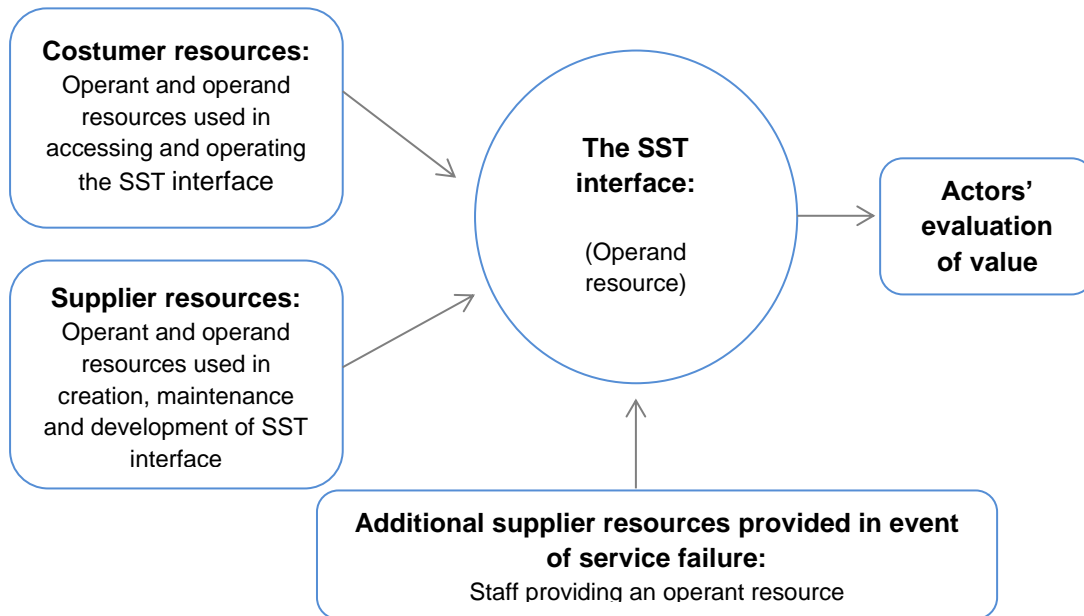 Costumer resources:
Operant and operand
resources used in
accessing and operating
the SST interface
The SST
interface:
(Operand
resource)
Actors’
evaluation
of value
Supplier resources:
Operant and operand
resources used in
creation, maintenance
and development of SST
interface
Additional supplier resources provided in event
of service failure:
Staff providing an operant resource